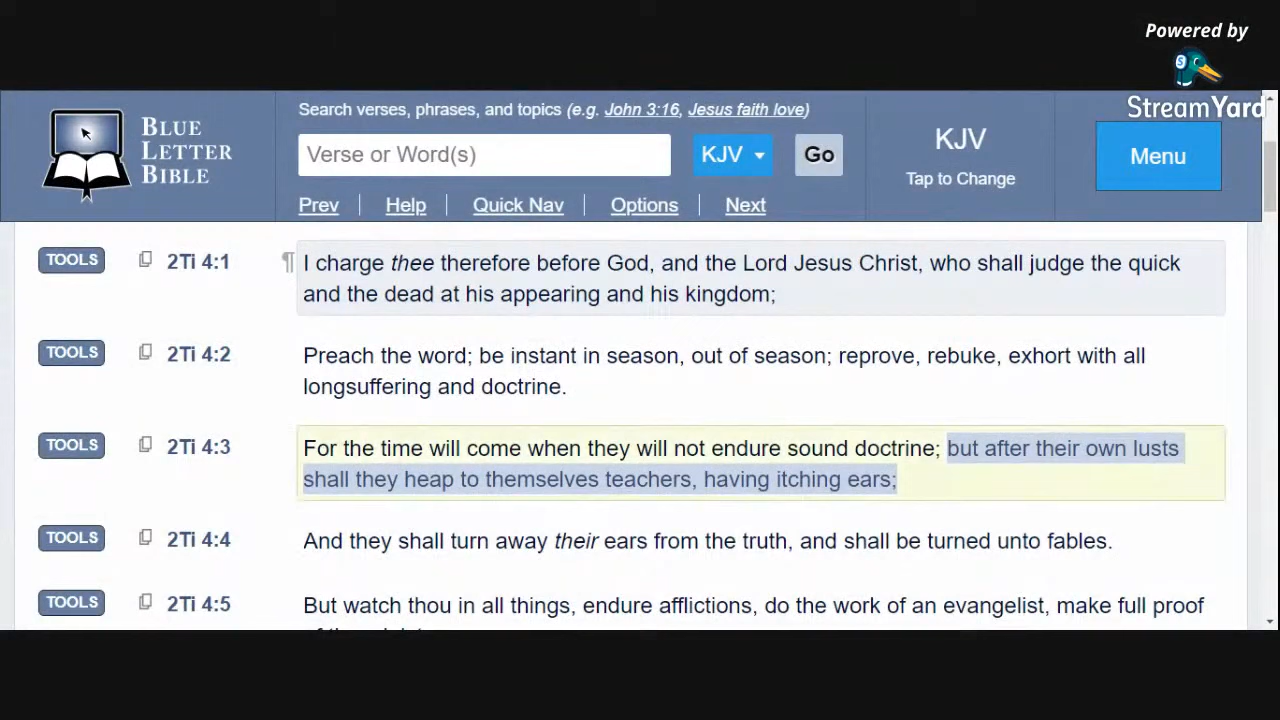 Powered by
StreamYard
BLUE
LETTER
BIBLE
Search verses, phrases, and topics (e.g. John 3:16, Jesus faith love)
Verse or Word(s)
KJV
Go
Prev
Help
Quick Nav
Options
Next
KJV
Tap to Change
Menu
TOOLS 2Ti 4:1 ¶ I charge thee therefore before God, and the Lord Jesus Christ, who shall judge the quick
and the dead at his appearing and his kingdom;
TOOLS 2Ti 4:2 Preach the word; be instant in season, out of season; reprove, rebuke, exhort with all
longsuffering and doctrine.
TOOLS 2Ti 4:3 For the time will come when they will not endure sound doctrine; but after their own lusts
shall they heap to themselves teachers, having itching ears;
TOOLS 2Ti 4:4 And they shall turn away their ears from the truth, and shall be turned unto fables.
TOOLS 2Ti 4:5 But watch thou in all things, endure afflictions, do the work of an evangelist, make full proof